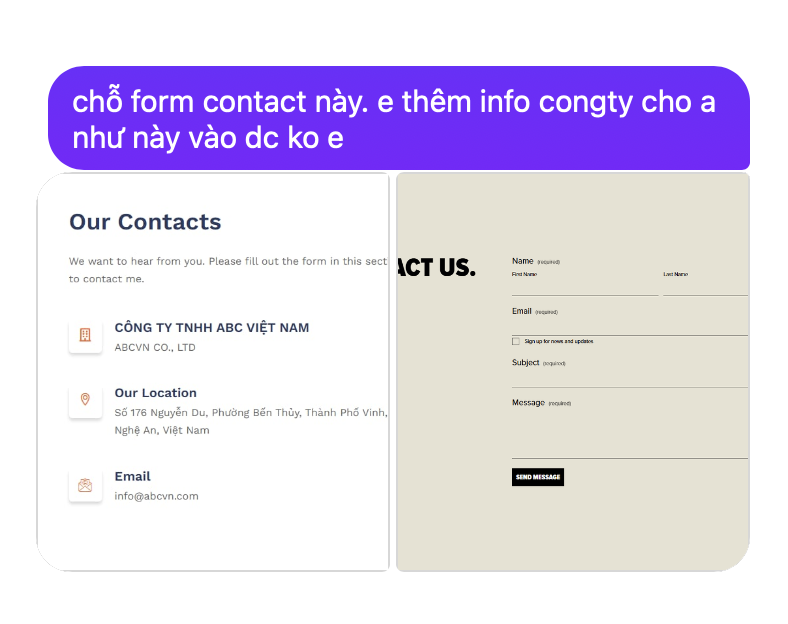 chỗ form contact này. e thêm info congty cho a
như này vào dc ko e
Our Contacts
We want to hear from you. Please fill out the form in this sect
to contact me.
CÔNG TY TNHH ABC VIỆT NAM
ABCVN CO., LTD
Our Location
Số 176 Nguyễn Du, Phường Bến Thủy, Thành Phố Vinh,
Nghệ An, Việt Nam
Email
info@abcvn.com
ACT US.
Name (required)
First Name Last Name
Email (required)
Sign up for news and updates
Subject (required)
Message (required)
SEND MESSAGE